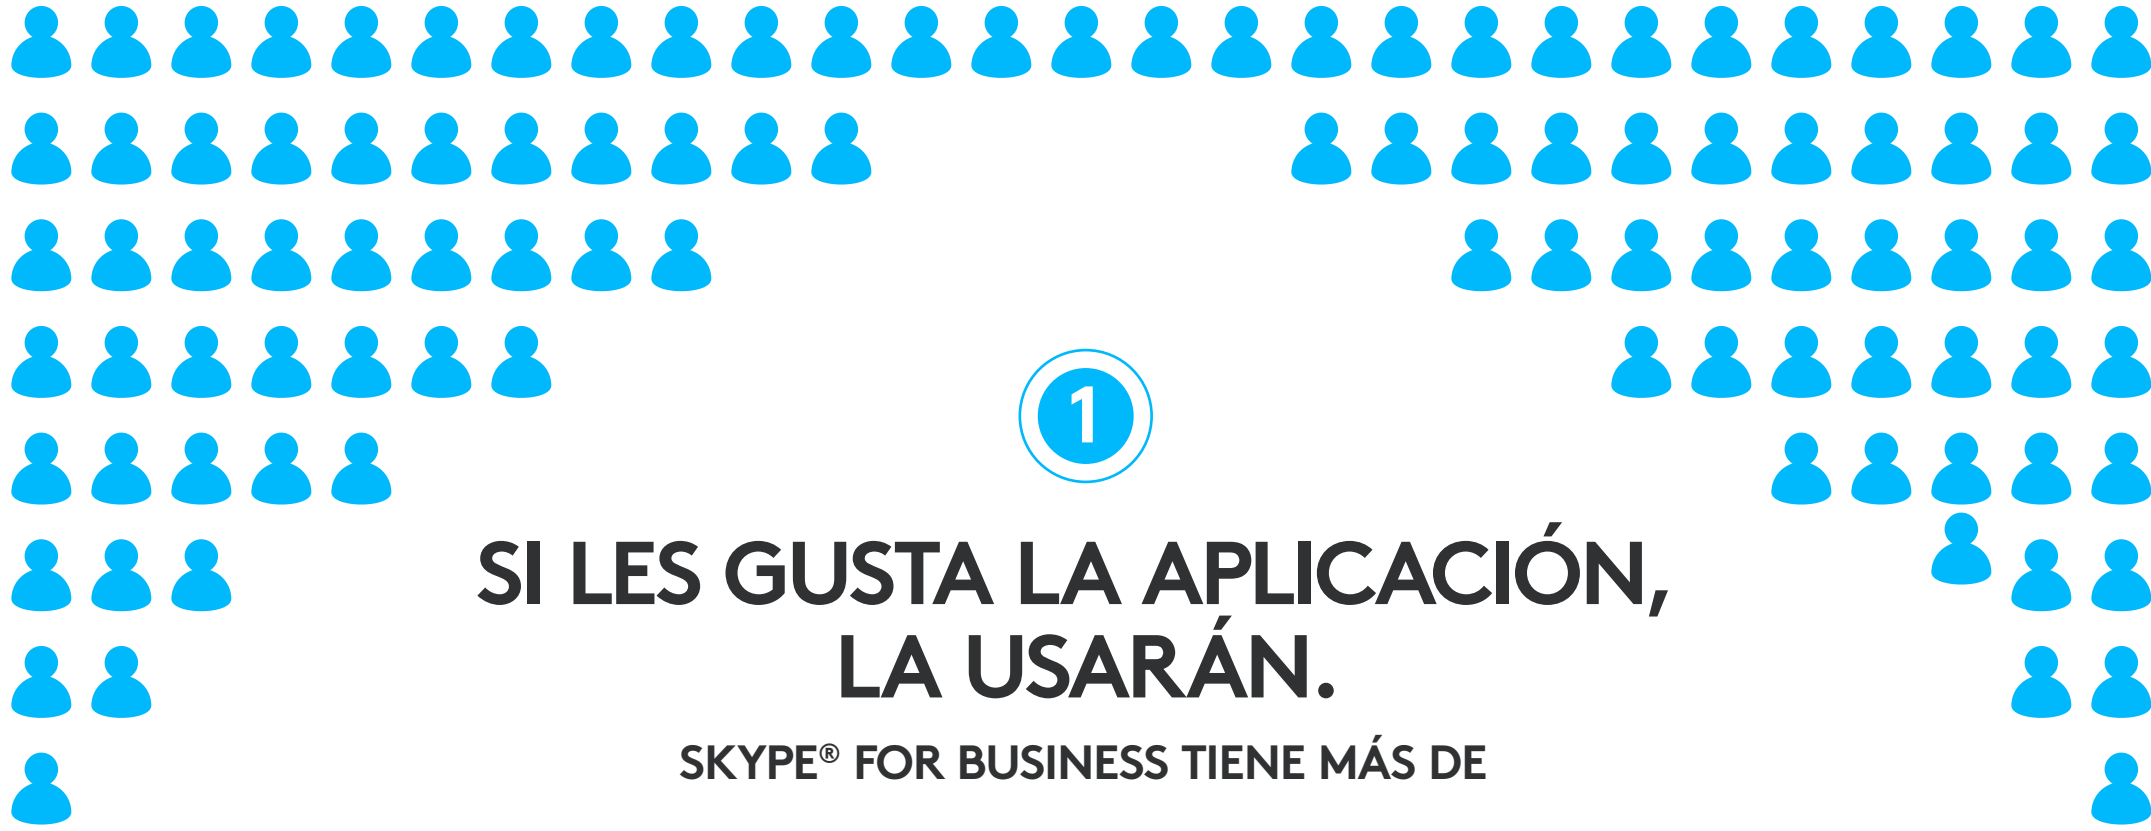 1
SI LES GUSTA LA APLICACIÓN,
LA USARÁN.
SKYPE® FOR BUSINESS TIENE MÁS DE